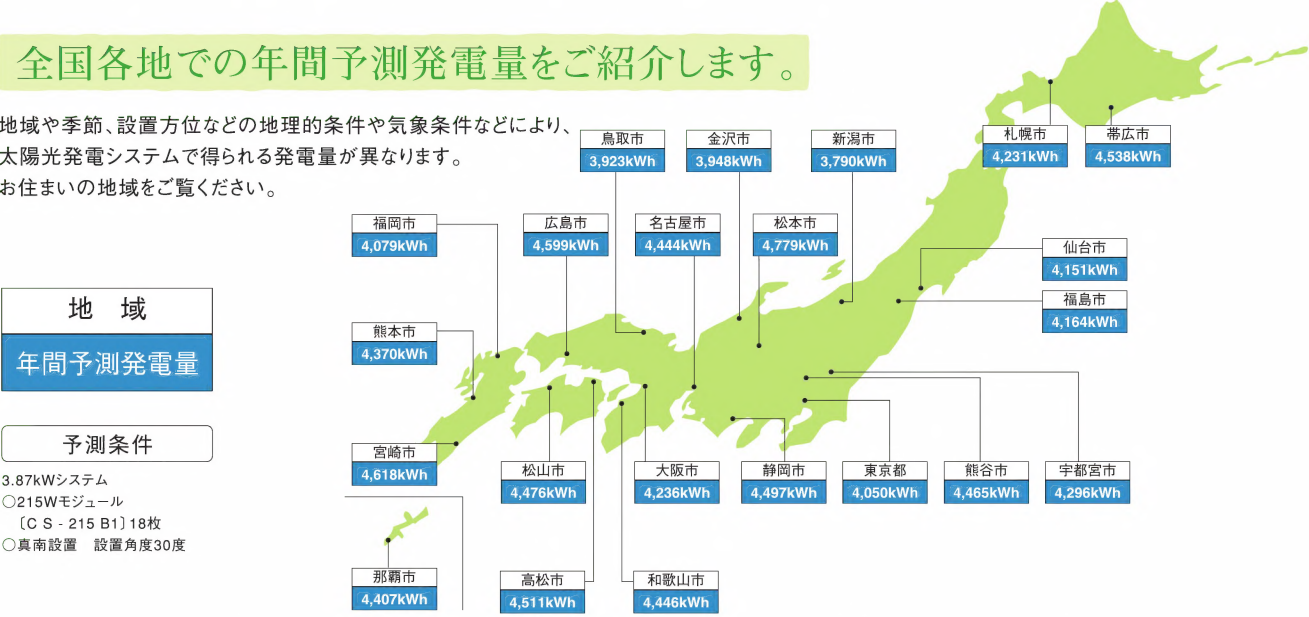 全国各地での年間予測発電量をご紹介します。
地域や季節、設置方位などの地理的条件や気象条件などにより、
太陽光発電システムで得られる発電量が異なります。
お住まいの地域をご覧ください。
鳥取市
3,923kWh
金沢市
3,948kWh
新潟市
3,790kWh
札幌市
4,231kWh
帯広市
4,538kWh
福岡市
4,079kWh
広島市
4,599kWh
名古屋市
4,444kWh
松本市
4,779kWh
仙台市
4,151kWh
福島市
4,164kWh
地 域
年間予測発電量
熊本市
4,370kWh
予測条件
3.87kWシステム
○215Wモジュール
〔C S - 215 B1〕18枚
○真南設置 設置角度30度
宮崎市
4,618kWh
松山市
4,476kWh
大阪市
4,236kWh
静岡市
4,497kWh
東京都
4,050kWh
熊谷市
4,465kWh
宇都宮市
4,296kWh
那覇市
4,407kWh
高松市
4,511kWh
和歌山市
4,446kWh